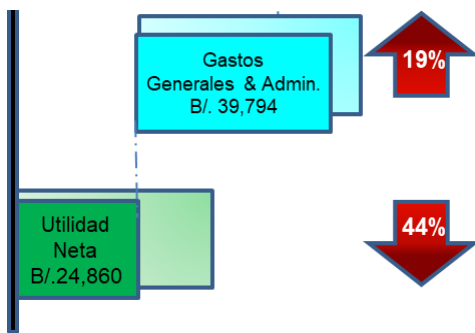 Gastos
Generales & Admin.
B/. 39,794
19%
Utilidad
Neta
B/.24,860
44%